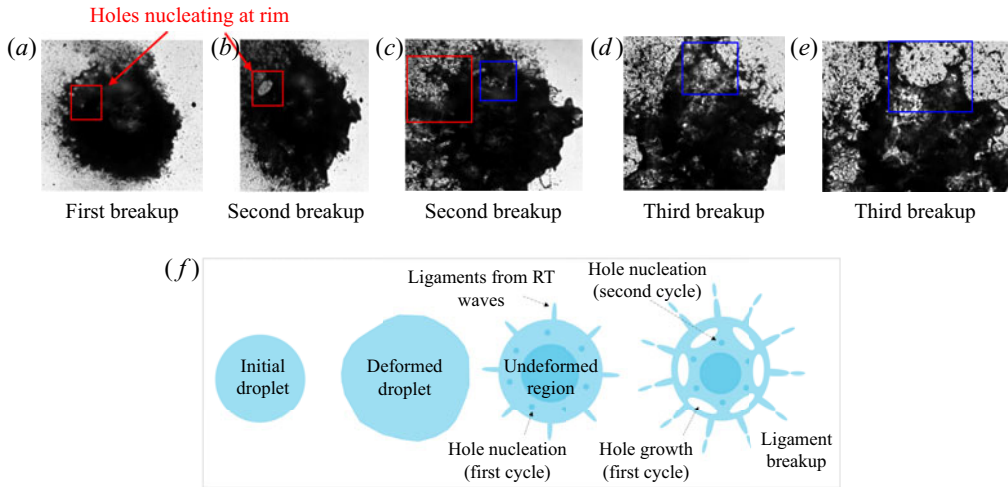 Holes nucleating at rim
(a)
(b)
(c)
(d)
(e)
First breakup
Second breakup
Second breakup
Third breakup
Third breakup
(f)
Ligaments from RT
waves
Hole nucleation
(second cycle)
Initial
droplet
Deformed
droplet
Undeformed
region
Hole nucleation
(first cycle)
Hole growth
(first cycle)
Ligament
breakup